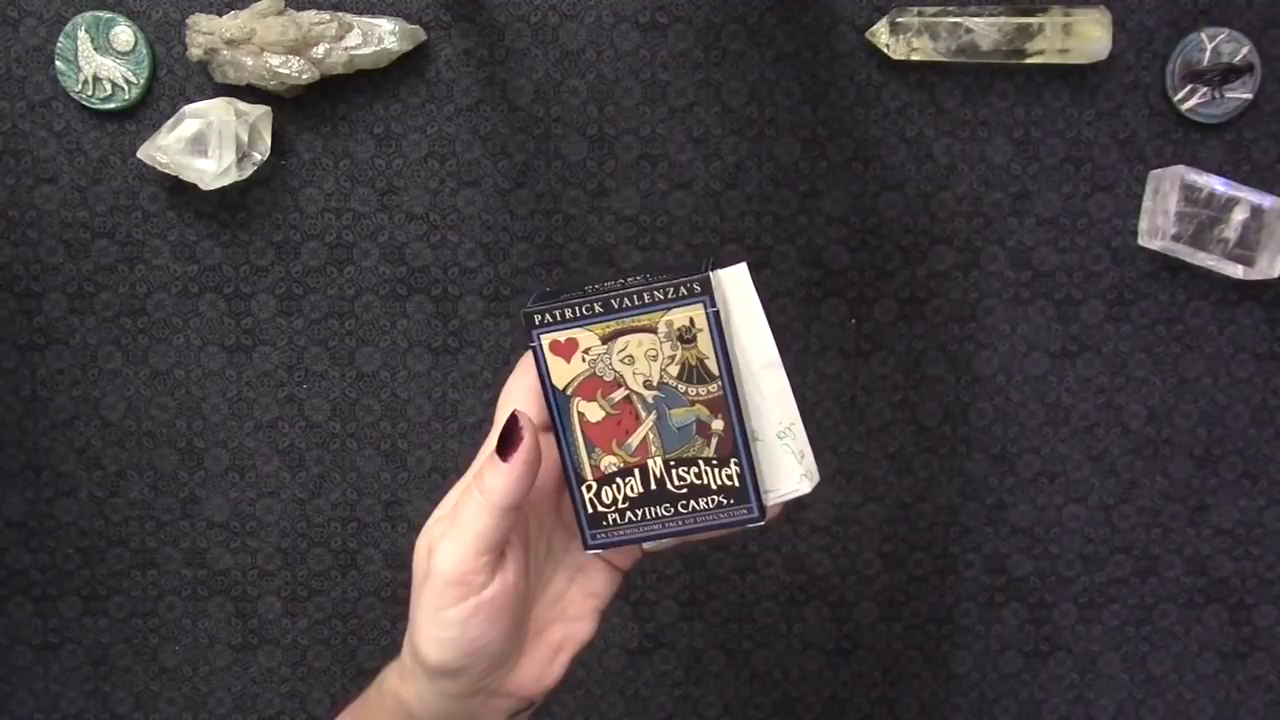 PATRICK VALENZA'S
Royal Mischief
.PLAYING CARDS.
AN UNWHOLESOME PACK OF DYSFUNCTION